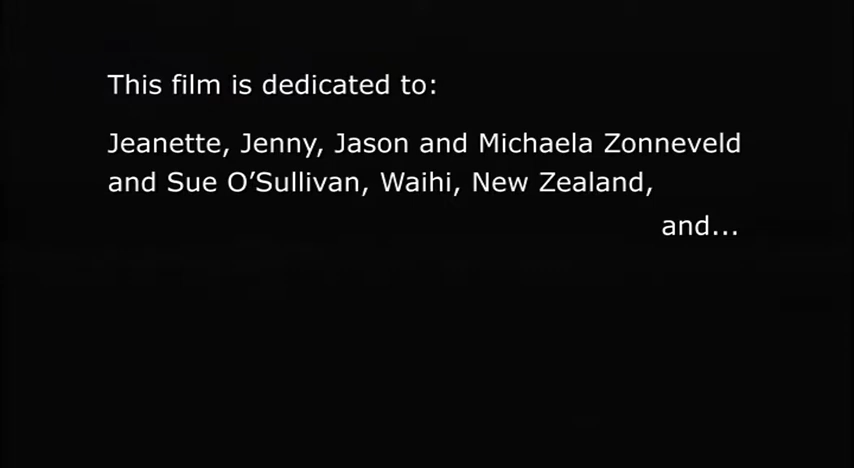 This film is dedicated to:
Jeanette, Jenny, Jason and Michaela Zonneveld
and Sue O’Sullivan, Waihi, New Zealand,
and...